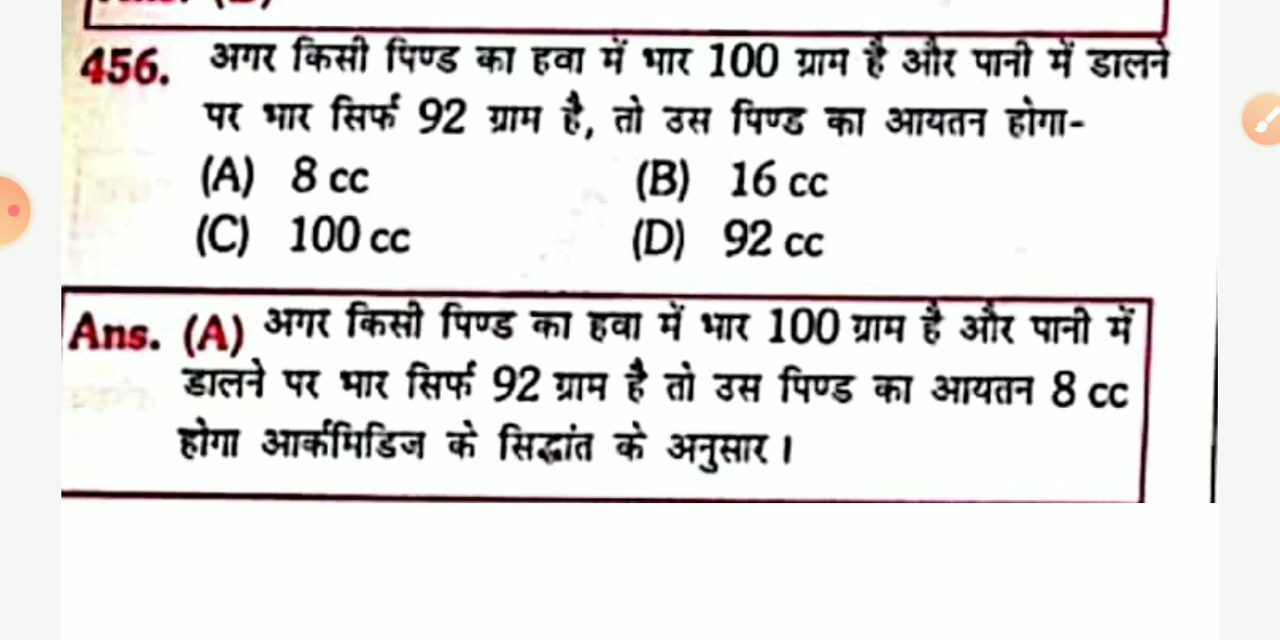 456. अगर किसी पिण्ड का हवा में भार 100 ग्राम है और पानी में डालने
पर भार सिर्फ 92 ग्राम है, तो उस पिण्ड का आयतन होगा-
(A) 8 cc (B) 16 cc
(C) 100 cc (D) 92 cc
Ans. (A) अगर किसी पिण्ड का हवा में भार 100 ग्राम है और पानी में
डालने पर भार सिर्फ 92 ग्राम है तो उस पिण्ड का आयतन 8 cc
होगा आर्कमिडिज के सिद्धांत के अनुसार।